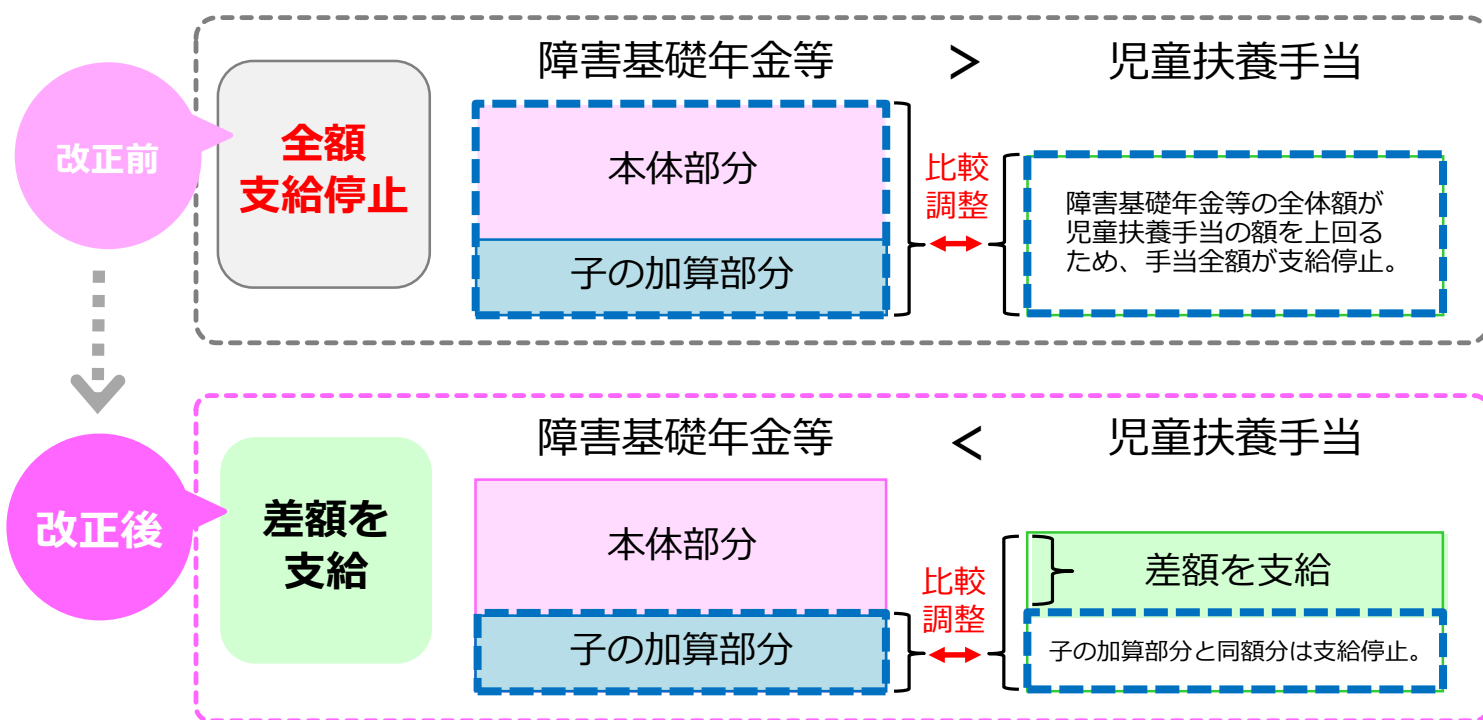 障害基礎年金等 > 児童扶養手当
改正前
全額
支給停止
本体部分
子の加算部分
比較
調整
障害基礎年金等の全体額が
児童扶養手当の額を上回る
ため、手当全額が支給停止。
障害基礎年金等 < 児童扶養手当
改正後
差額を
支給
本体部分
子の加算部分
比較
調整
差額を支給
子の加算部分と同額分は支給停止。